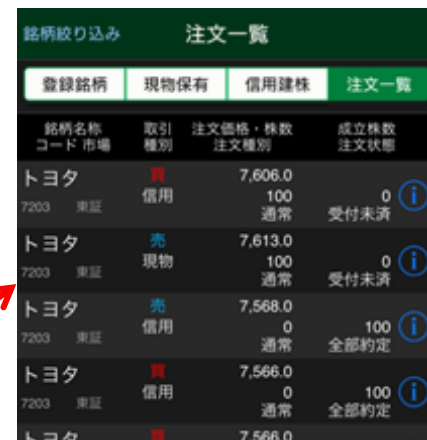 銘柄絞り込み 注文一覧
登録銘柄 現物保有 信用建株 注文一覧
銘柄名称 取引 注文価格・株数 成立株数
コード 市場 種別 注文種別 注文状態
トヨタ 買 7,606.0
信用 100 0
7203 東証 通常 受付未済
トヨタ 売 7,613.0
現物 100 0
7203 東証 通常 受付未済
トヨタ 売 7,568.0
信用 0 100
7203 東証 通常 全部約定
トヨタ 買 7,566.0
信用 0 100
7203 東証 通常 全部約定
トヨタ 買 7,566.0